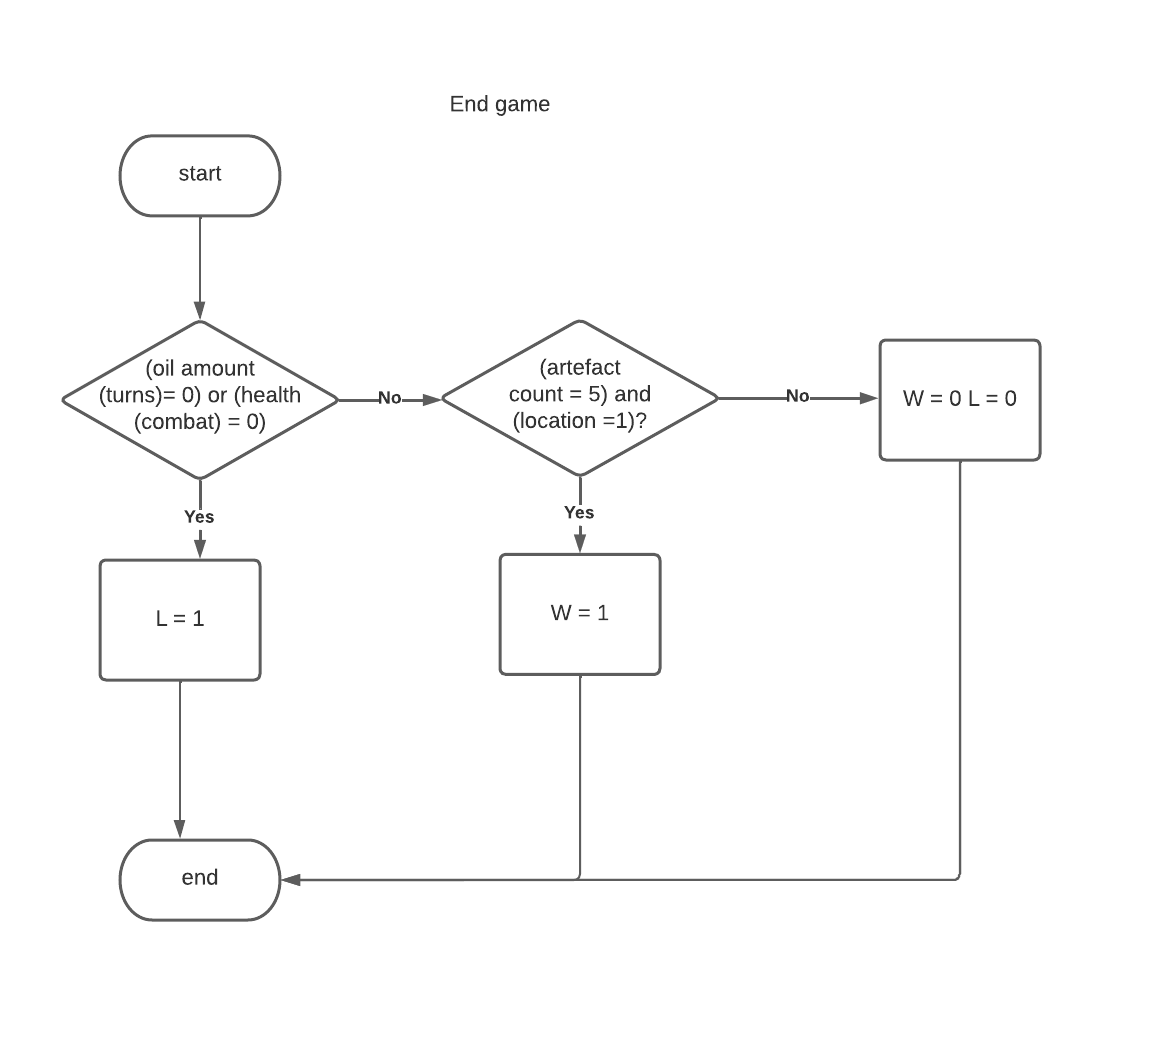 End game
start
(oil amount
(turns)= 0) or (health
(combat) = 0)
No
(artefact
count = 5) and
(location =1)?
No
W = 0 L = 0
Yes
Yes
L = 1
W = 1
end